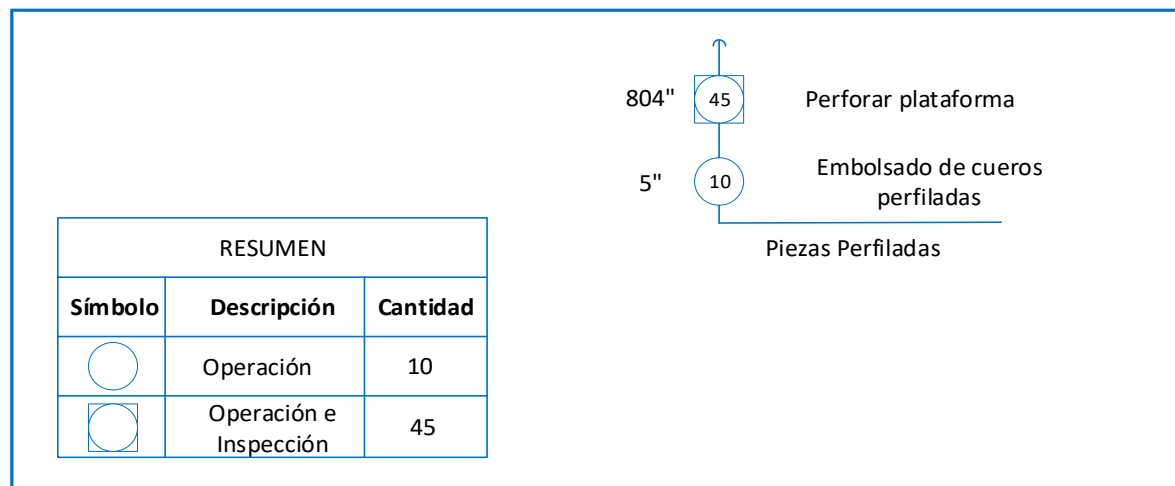 804"
45
Perforar plataforma
5"
10
Embolsado de cueros
perfiladas
Piezas Perfiladas
RESUMEN
Símbolo Descripción Cantidad
Operación 10
Operación e
Inspección
45